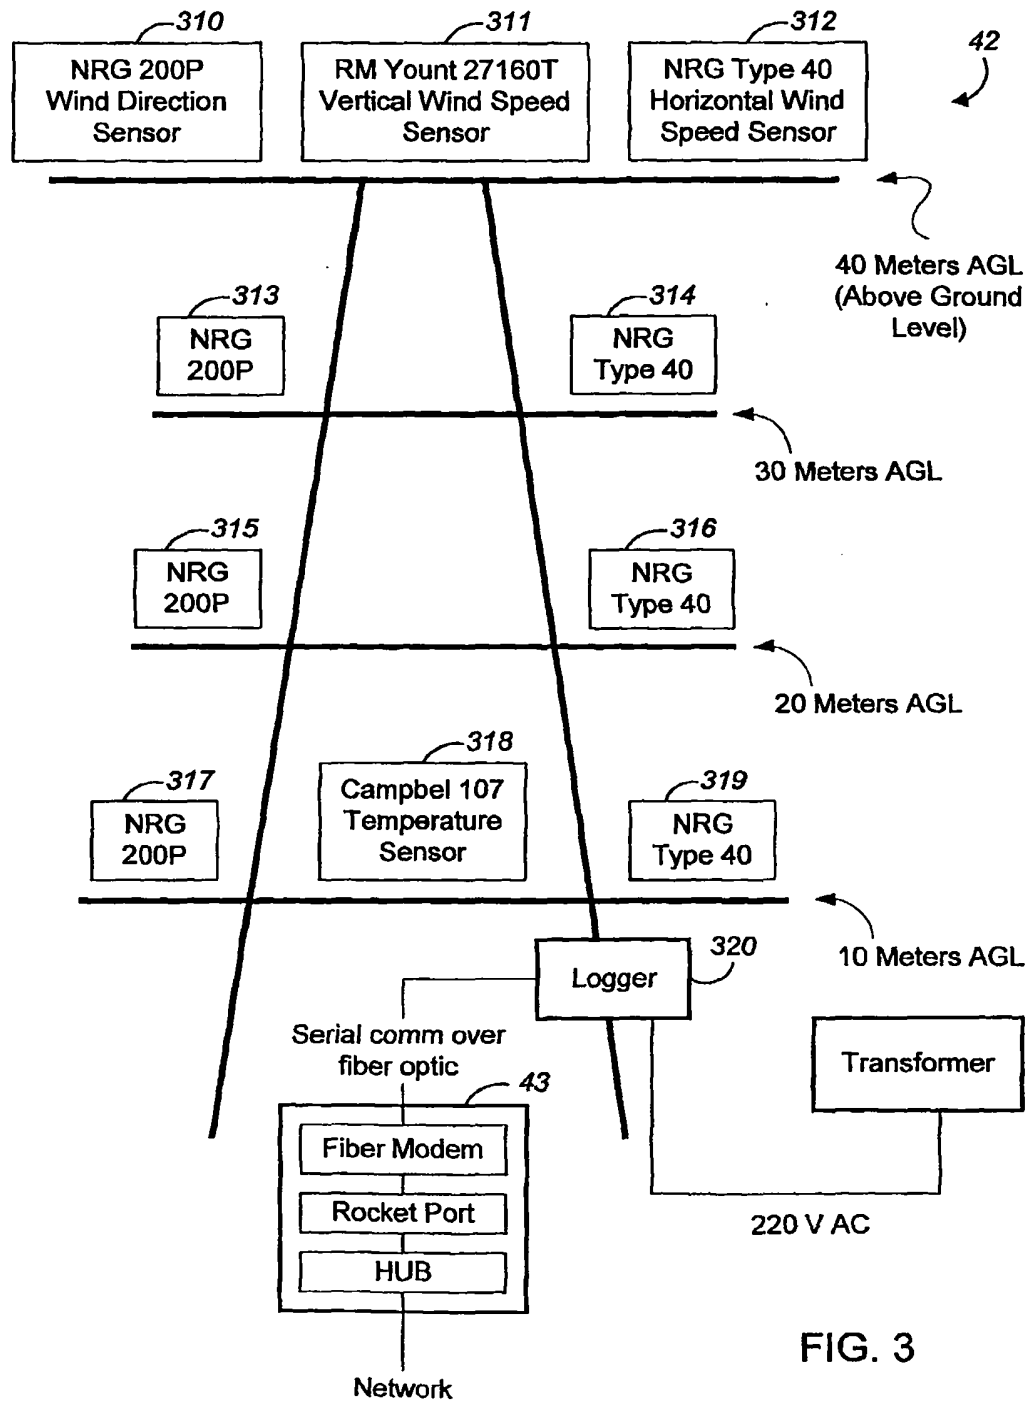 310
311
312
42
NRG 200P
Wind Direction
Sensor
RM Yount 27160T
Vertical Wind Speed
Sensor
NRG Type 40
Horizontal Wind
Speed Sensor
40 Meters AGL
(Above Ground
Level)
313
314
NRG
200P
NRG
Type 40
30 Meters AGL
315
316
NRG
200P
NRG
Type 40
20 Meters AGL
317
318
319
NRG
200P
Campbel 107
Temperature
Sensor
NRG
Type 40
10 Meters AGL
320
Logger
Serial comm over
fiber optic
Transformer
43
Fiber Modem
Rocket Port
HUB
220 V AC
Network
FIG. 3